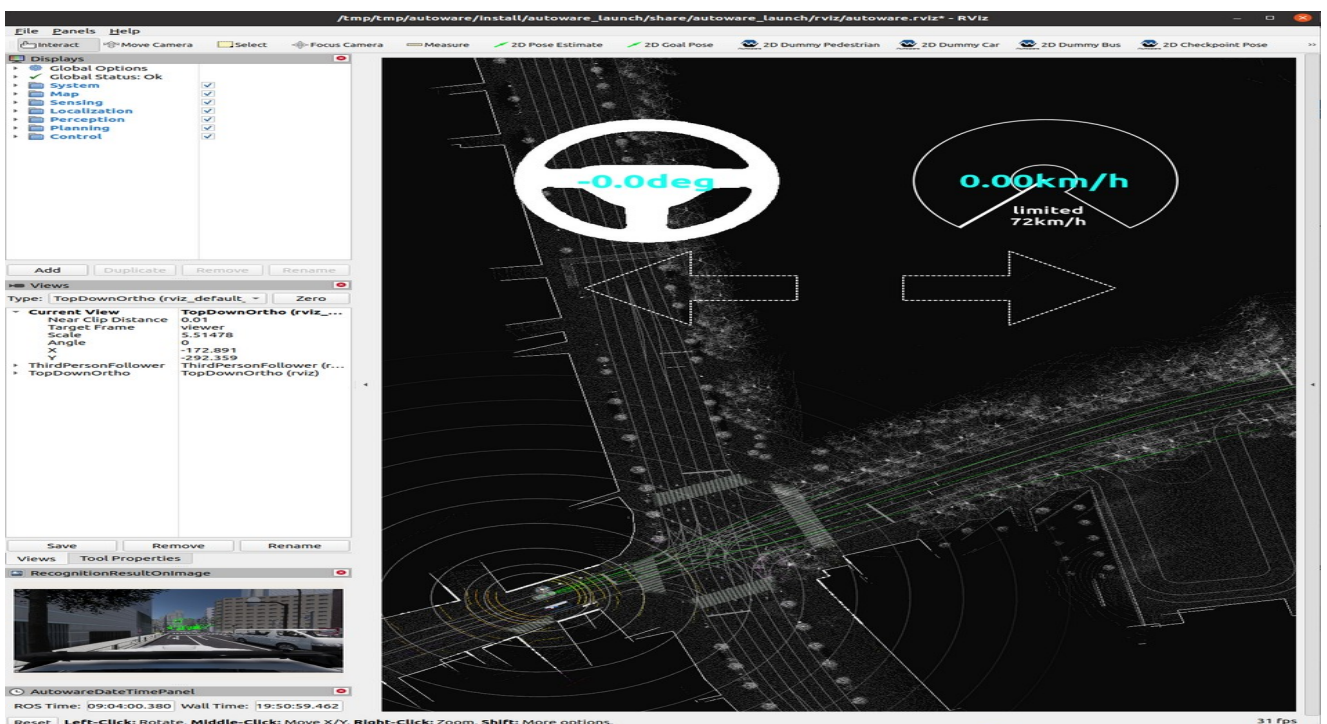 /tmp/tmp/autoware/install/autoware_launch/share/autoware_launch/rviz/autoware.rviz* - RViz
File Panels Help
Interact Move Camera Select Focus Camera Measure 2D Pose Estimate 2D Goal Pose 2D Dummy Pedestrian 2D Dummy Car 2D Dummy Bus 2D Checkpoint Pose
Displays
Global Options
Global Status: Ok
System
Map
Sensing
Localization
Perception
Planning
Control
Add Duplicate Remove Rename
Views
Type: TopDownOrtho (rviz_default_ Zero
Current View TopDownOrtho (rviz_...
Near Clip Distance 0.01
Target Frame viewer
Scale 5.51478
Angle 0
X -172.891
Y -292.359
ThirdPersonFollower ThirdPersonFollower (r...
TopDownOrtho TopDownOrtho (rviz)
Save Remove Rename
Views Tool Properties
RecognitionResultOnImage
AutowareDateTimePanel
ROS Time: 09:04:00.380 Wall Time: 19:50:59.462
Reset Left-Click: Rotate. Middle-Click: Move X/Y. Right-Click: Zoom. Shift: More options.
31 fps
-0.0deg
0.00km/h
limited
72km/h